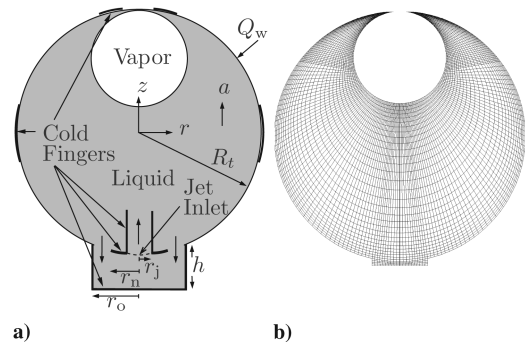 Q_w
Vapor
z
a
r
Cold
Fingers
R_t
Liquid
Jet
Inlet
r_j
r_n
h
r_o
a)
b)